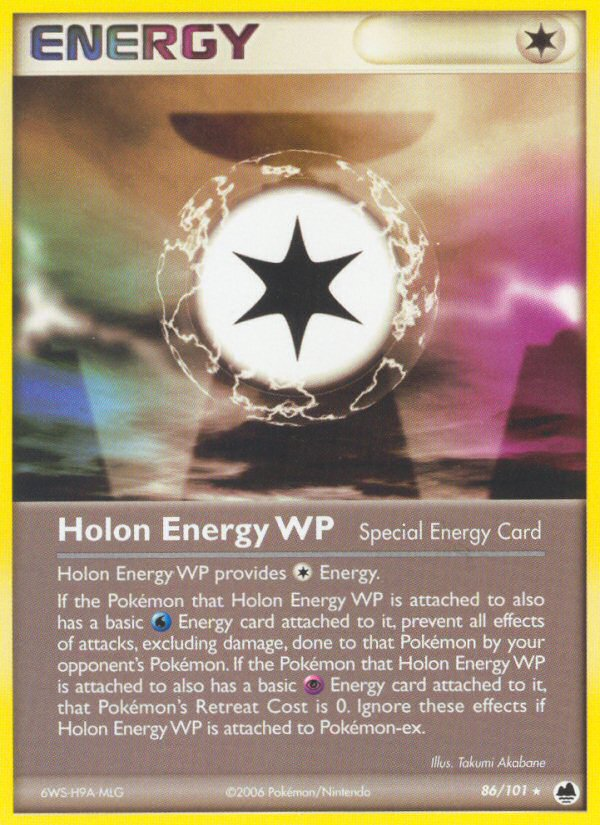 ENERGY
Holon Energy WP Special Energy Card
Holon Energy WP provides Energy.
If the Pokémon that Holon Energy WP is attached to also
has a basic Energy card attached to it, prevent all effects
of attacks, excluding damage, done to that Pokémon by your
opponent's Pokémon. If the Pokémon that Holon Energy WP
is attached to also has a basic Energy card attached to it,
that Pokémon's Retreat Cost is 0. Ignore these effects if
Holon Energy WP is attached to Pokémon-ex.
Illus. Takumi Akabane
6WS-H9A-MLG ©2006 Pokémon/Nintendo 86/101 ★